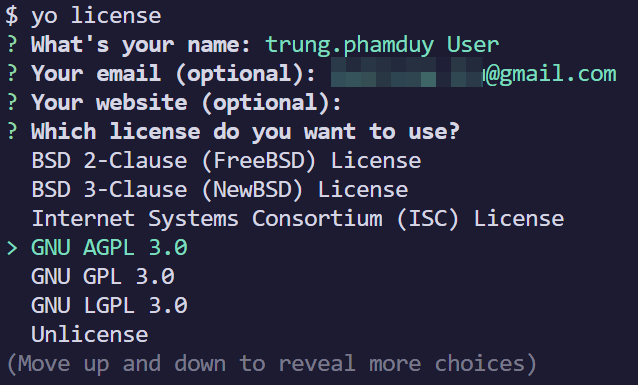 $ yo license
? What's your name: trung.phamduy User
? Your email (optional): @gmail.com
? Your website (optional):
? Which license do you want to use?
BSD 2-Clause (FreeBSD) License
BSD 3-Clause (NewBSD) License
Internet Systems Consortium (ISC) License
> GNU AGPL 3.0
GNU GPL 3.0
GNU LGPL 3.0
Unlicense
(Move up and down to reveal more choices)